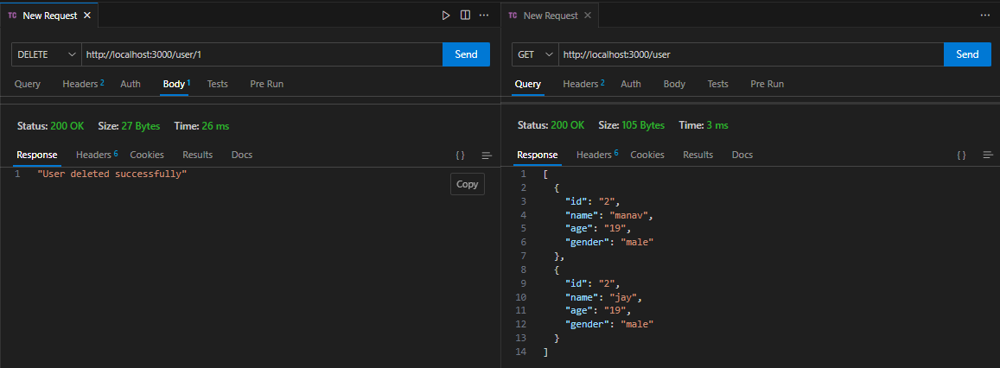 TC New Request
DELETE http://localhost:3000/user/1 Send
Query Headers 2 Auth Body 1 Tests Pre Run
Status: 200 OK Size: 27 Bytes Time: 26 ms
Response Headers 6 Cookies Results Docs { }
1 "User deleted successfully"
Copy
TC New Request
GET http://localhost:3000/user Send
Query Headers 2 Auth Body Tests Pre Run
Status: 200 OK Size: 105 Bytes Time: 3 ms
Response Headers 6 Cookies Results Docs { }
1 [
2 {
3 "id": "2",
4 "name": "manav",
5 "age": "19",
6 "gender": "male"
7 },
8 {
9 "id": "2",
10 "name": "jay",
11 "age": "19",
12 "gender": "male"
13 }
14 ]